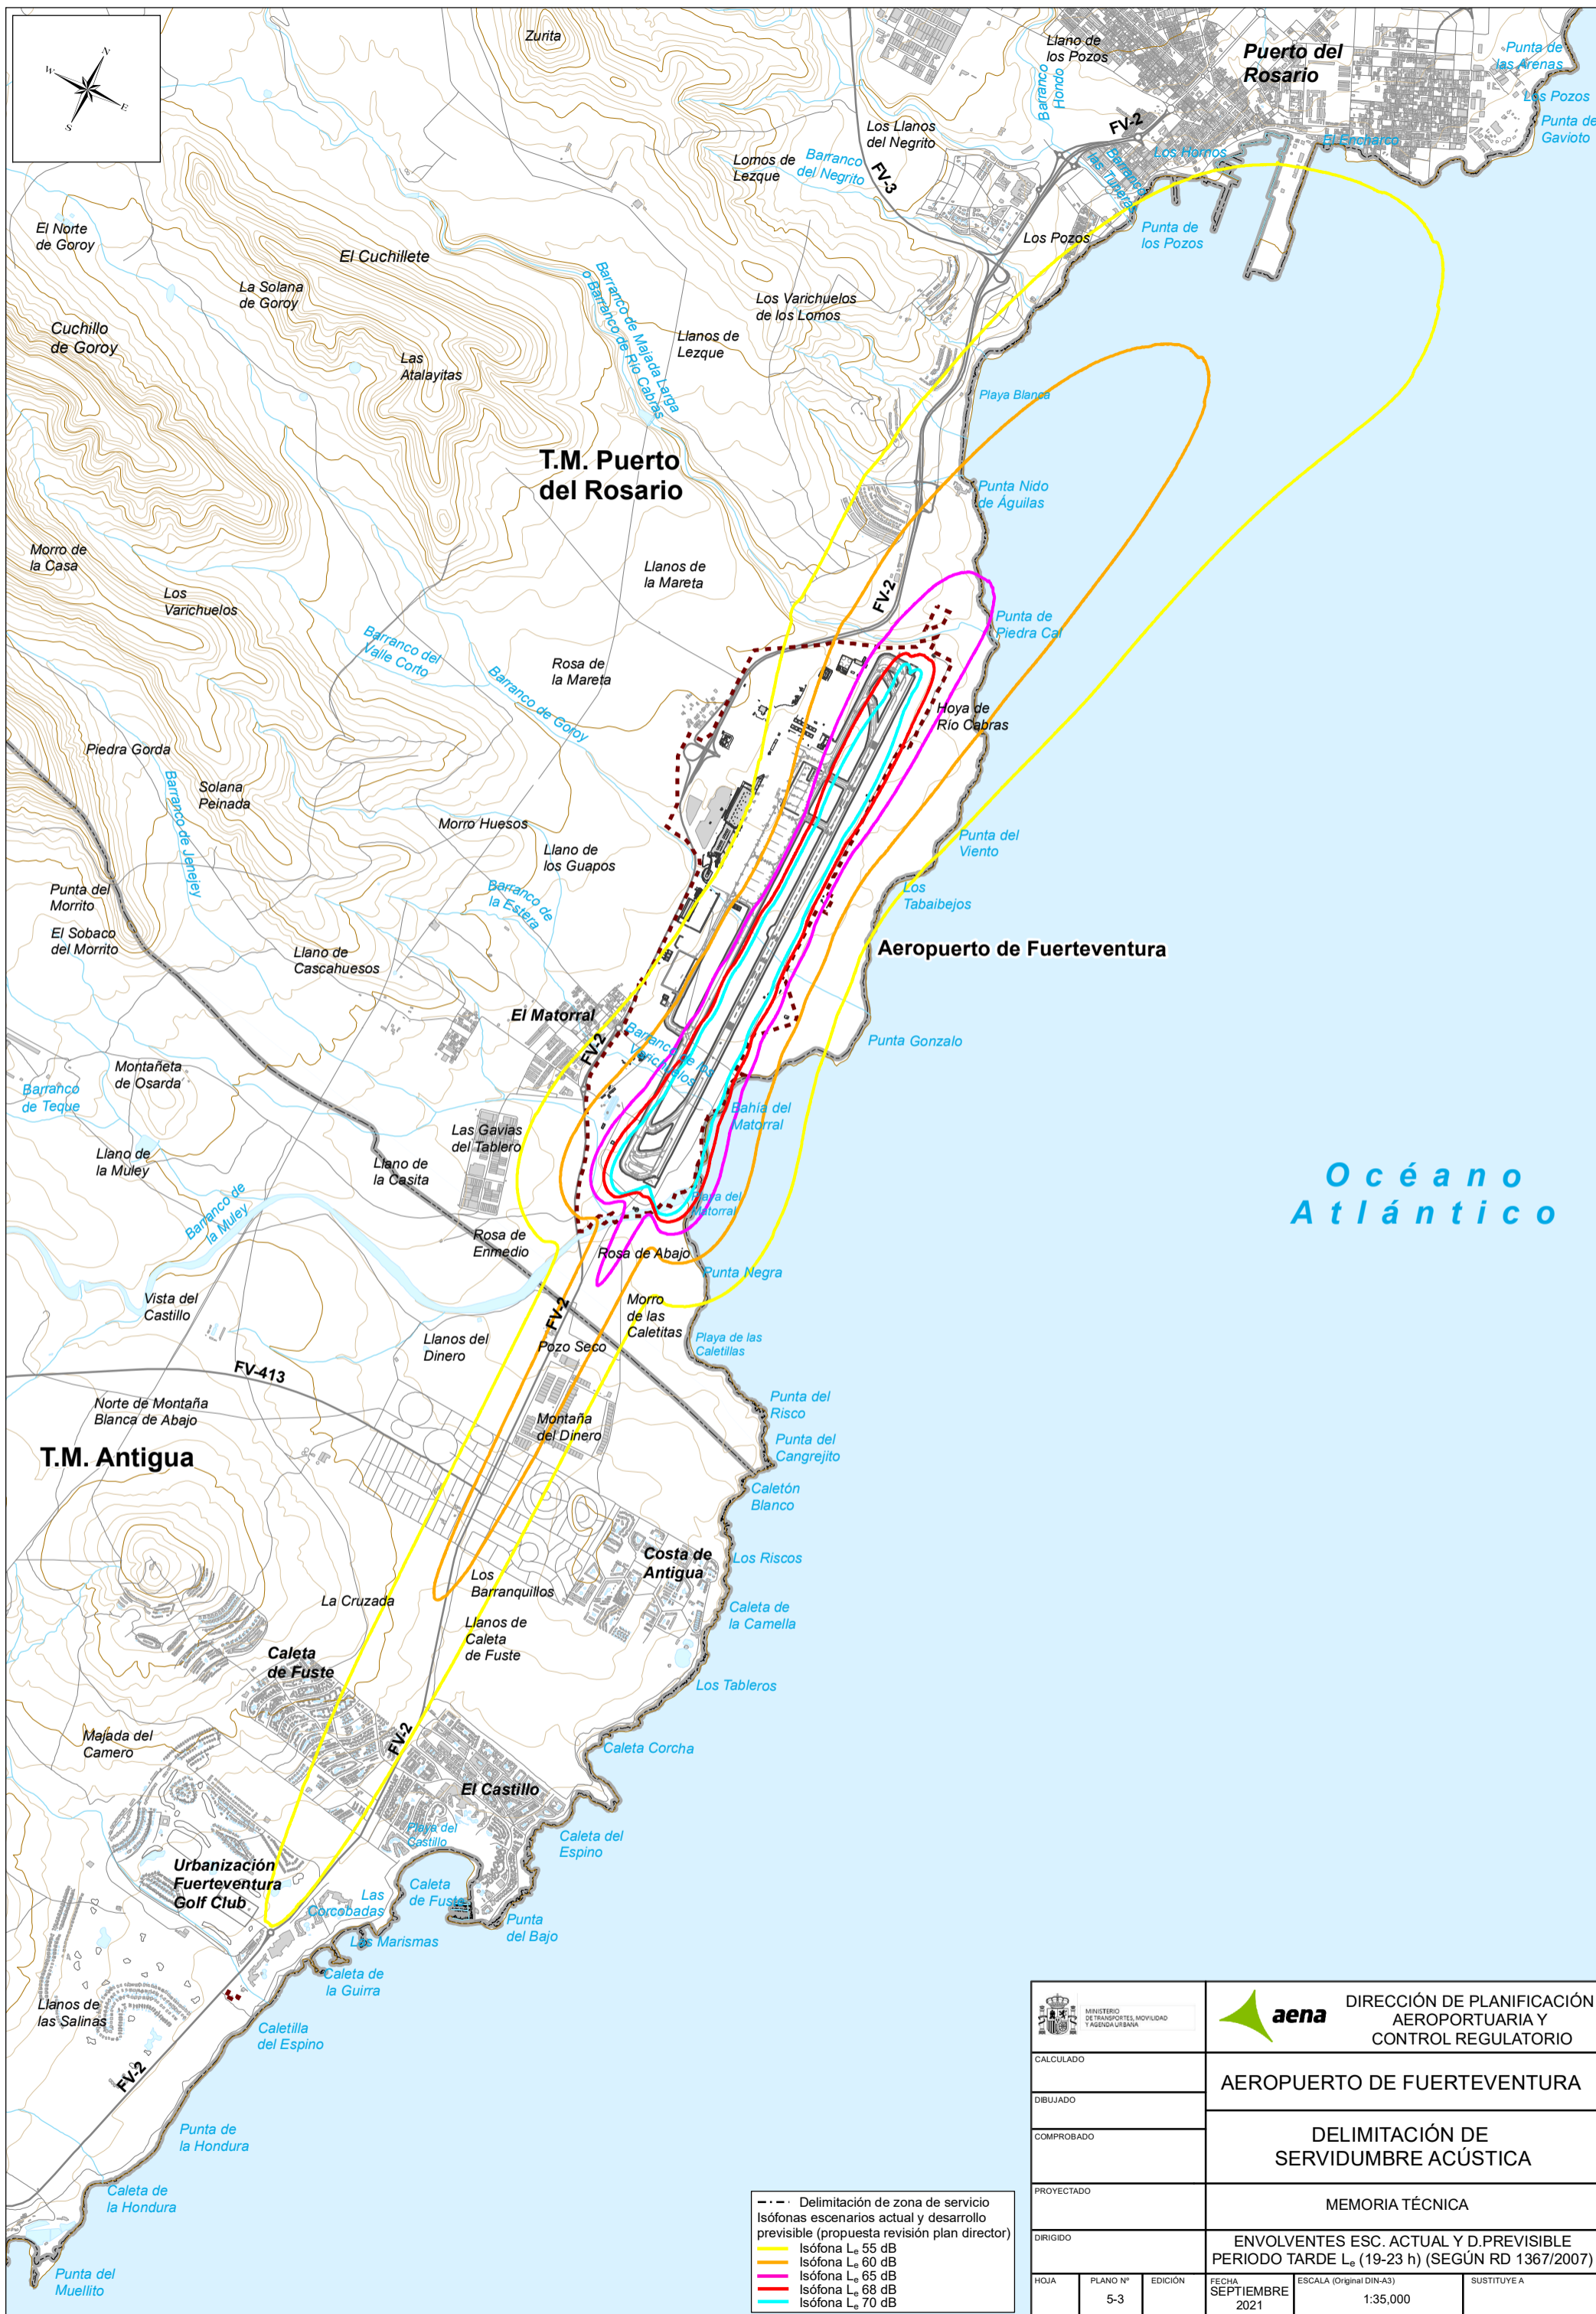 N
W
E
S
Zurita
Llano de
los Pozos
Puerto del
Rosario
Punta de
las Arenas
Los Pozos
Punta de
Gavioto
Barranco
Hondo
FV-2
Los Hornos
El Encharco
Los Llanos
del Negrito
Barranco
del Negrito
Lomos de
Lezque
FV-3
Barranco
las Tuneras
Punta de
los Pozos
Los Pozos
El Norte
de Goroy
El Cuchillete
La Solana
de Goroy
Barranco de Majada Larga
o Barranco de Río Cabras
Los Varichuelos
de los Lomos
Cuchillo
de Goroy
Llanos de
Lezque
Las
Atalayitas
Playa Blanca
T.M. Puerto
del Rosario
Punta Nido
de Águilas
Morro de
la Casa
Llanos de
la Mareta
Los
Varichuelos
FV-2
Punta de
Piedra Cal
Barranco del
Valle Corto
Rosa de
la Mareta
Barranco de Goroy
Hoya de
Río Cabras
Piedra Gorda
Barranco de Jenejey
Solana
Peinada
Morro Huesos
Llano de
los Guapos
Punta del
Viento
Punta del
Morrito
Barranco de
la Estera
Los
Tabaibejos
El Sobaco
del Morrito
Llano de
Cascahuesos
Aeropuerto de Fuerteventura
El Matorral
FV-2
Barranco de los
Varichuelos
Punta Gonzalo
Montañeta
de Osarda
Barranco
de Teque
Bahía del
Matorral
Las Gavias
del Tablero
Llano de
la Muley
Llano de
la Casita
Océano
Atlántico
Barranco de
la Muley
Playa del
Matorral
Rosa de
Enmedio
Rosa de Abajo
Punta Negra
Vista del
Castillo
FV-2
Morro
de las
Caletitas
Llanos del
Dinero
Pozo Seco
Playa de las
Caletillas
FV-413
Norte de Montaña
Blanca de Abajo
Punta del
Risco
Montaña
del Dinero
Punta del
Cangrejito
T.M. Antigua
Caletón
Blanco
Costa de
Antigua
Los Riscos
Los
Barranquillos
La Cruzada
Caleta de
la Camella
Llanos de
Caleta
de Fuste
Caleta
de Fuste
Los Tableros
Majada del
Camero
FV-2
Caleta Corcha
El Castillo
Playa del
Castillo
Caleta del
Espino
Urbanización
Fuerteventura
Golf Club
Las
Corcobadas
Caleta
de Fuste
Punta
del Bajo
Las Marismas
Caleta de
la Guirra
Llanos de
las Salinas
Caletilla
del Espino
FV-2
Punta de
la Hondura
Caleta de
la Hondura
Punta del
Muellito
Delimitación de zona de servicio
Isófonas escenarios actual y desarrollo
previsible (propuesta revisión plan director)
Isófona Le 55 dB
Isófona Le 60 dB
Isófona Le 65 dB
Isófona Le 68 dB
Isófona Le 70 dB
MINISTERIO
DE TRANSPORTES, MOVILIDAD
Y AGENDA URBANA
aena
DIRECCIÓN DE PLANIFICACIÓN
AEROPORTUARIA Y
CONTROL REGULATORIO
CALCULADO
AEROPUERTO DE FUERTEVENTURA
DIBUJADO
COMPROBADO
DELIMITACIÓN DE
SERVIDUMBRE ACÚSTICA
PROYECTADO
MEMORIA TÉCNICA
DIRIGIDO
ENVOLVENTES ESC. ACTUAL Y D.PREVISIBLE
PERIODO TARDE Le (19-23 h) (SEGÚN RD 1367/2007)
HOJA
PLANO Nº
5-3
EDICIÓN
FECHA
SEPTIEMBRE
2021
ESCALA (Original DIN-A3)
1:35,000
SUSTITUYE A